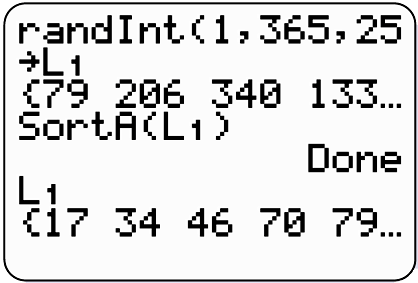 randInt(1,365,25
→L₁
{79 206 340 133…
SortA(L₁)
Done
L₁
{17 34 46 70 79…